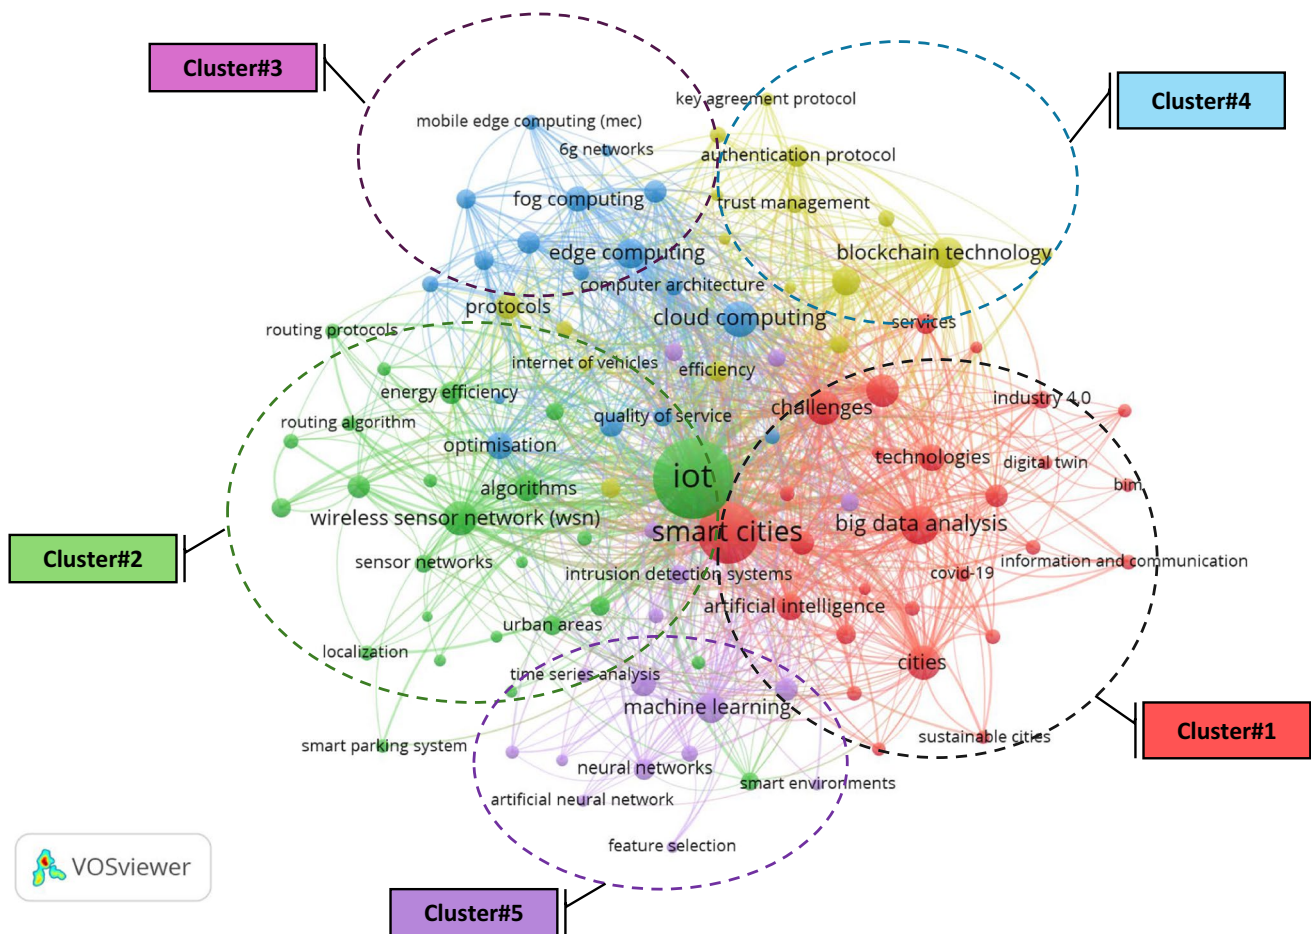 Cluster#3
Cluster#4
key agreement protocol
mobile edge computing (mec)
6g networks
authentication protocol
fog computing
trust management
edge computing
blockchain technology
computer architecture
protocols
cloud computing
services
routing protocols
internet of vehicles
efficiency
energy efficiency
industry 4.0
challenges
quality of service
routing algorithm
optimisation
technologies
digital twin
iot
bim
algorithms
wireless sensor network (wsn)
smart cities
big data analysis
Cluster#2
sensor networks
intrusion detection systems
covid-19
information and communication
artificial intelligence
urban areas
localization
cities
time series analysis
machine learning
smart parking system
sustainable cities
Cluster#1
neural networks
smart environments
artificial neural network
feature selection
VOSviewer
Cluster#5